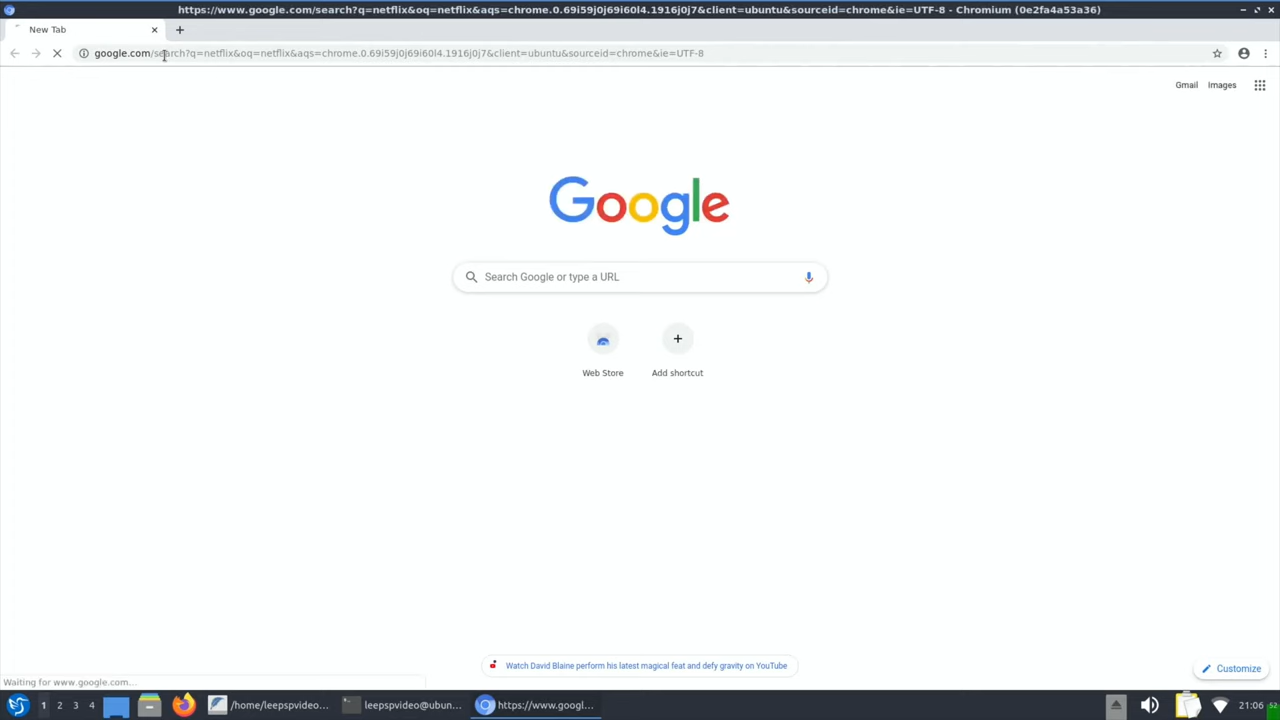 https://www.google.com/search?q=netflix&oq=netflix&aqs=chrome.0.69i59j0j69i60l4.1916j0j7&client=ubuntu&sourceid=chrome&ie=UTF-8 - Chromium (0e2fa4a53a36)
New Tab
google.com/search?q=netflix&oq=netflix&aqs=chrome.0.69i59j0j69i60l4.1916j0j7&client=ubuntu&sourceid=chrome&ie=UTF-8
Gmail Images
Google
Search Google or type a URL
Web Store Add shortcut
Watch David Blaine perform his latest magical feat and defy gravity on YouTube
Customize
Waiting for www.google.com...
1 2 3 4 /home/leepspvideo... leepspvideo@ubun... https://www.googl... 21:06 52